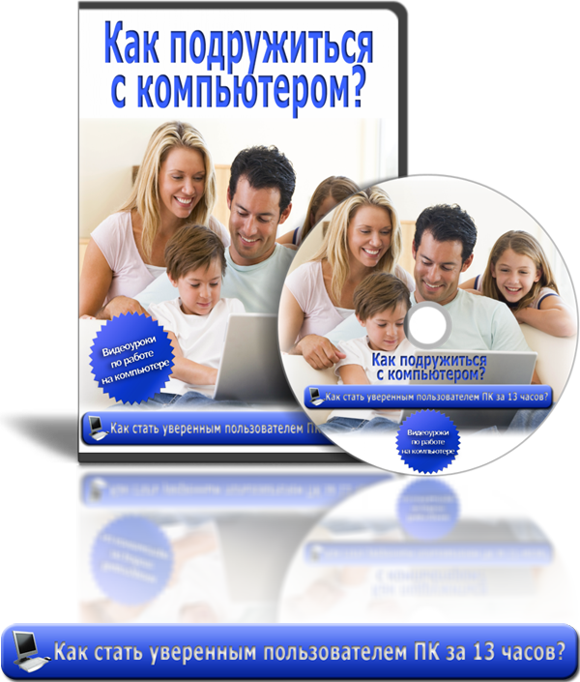 Как подружиться
с компьютером?
Видеоуроки
по работе
на компьютере
Как стать уверенным пользователем ПК
Как подружиться
с компьютером?
Как стать уверенным пользователем ПК за 13 часов?
Видеоуроки
по работе
на компьютере
Как стать уверенным пользователем ПК за 13 часов?